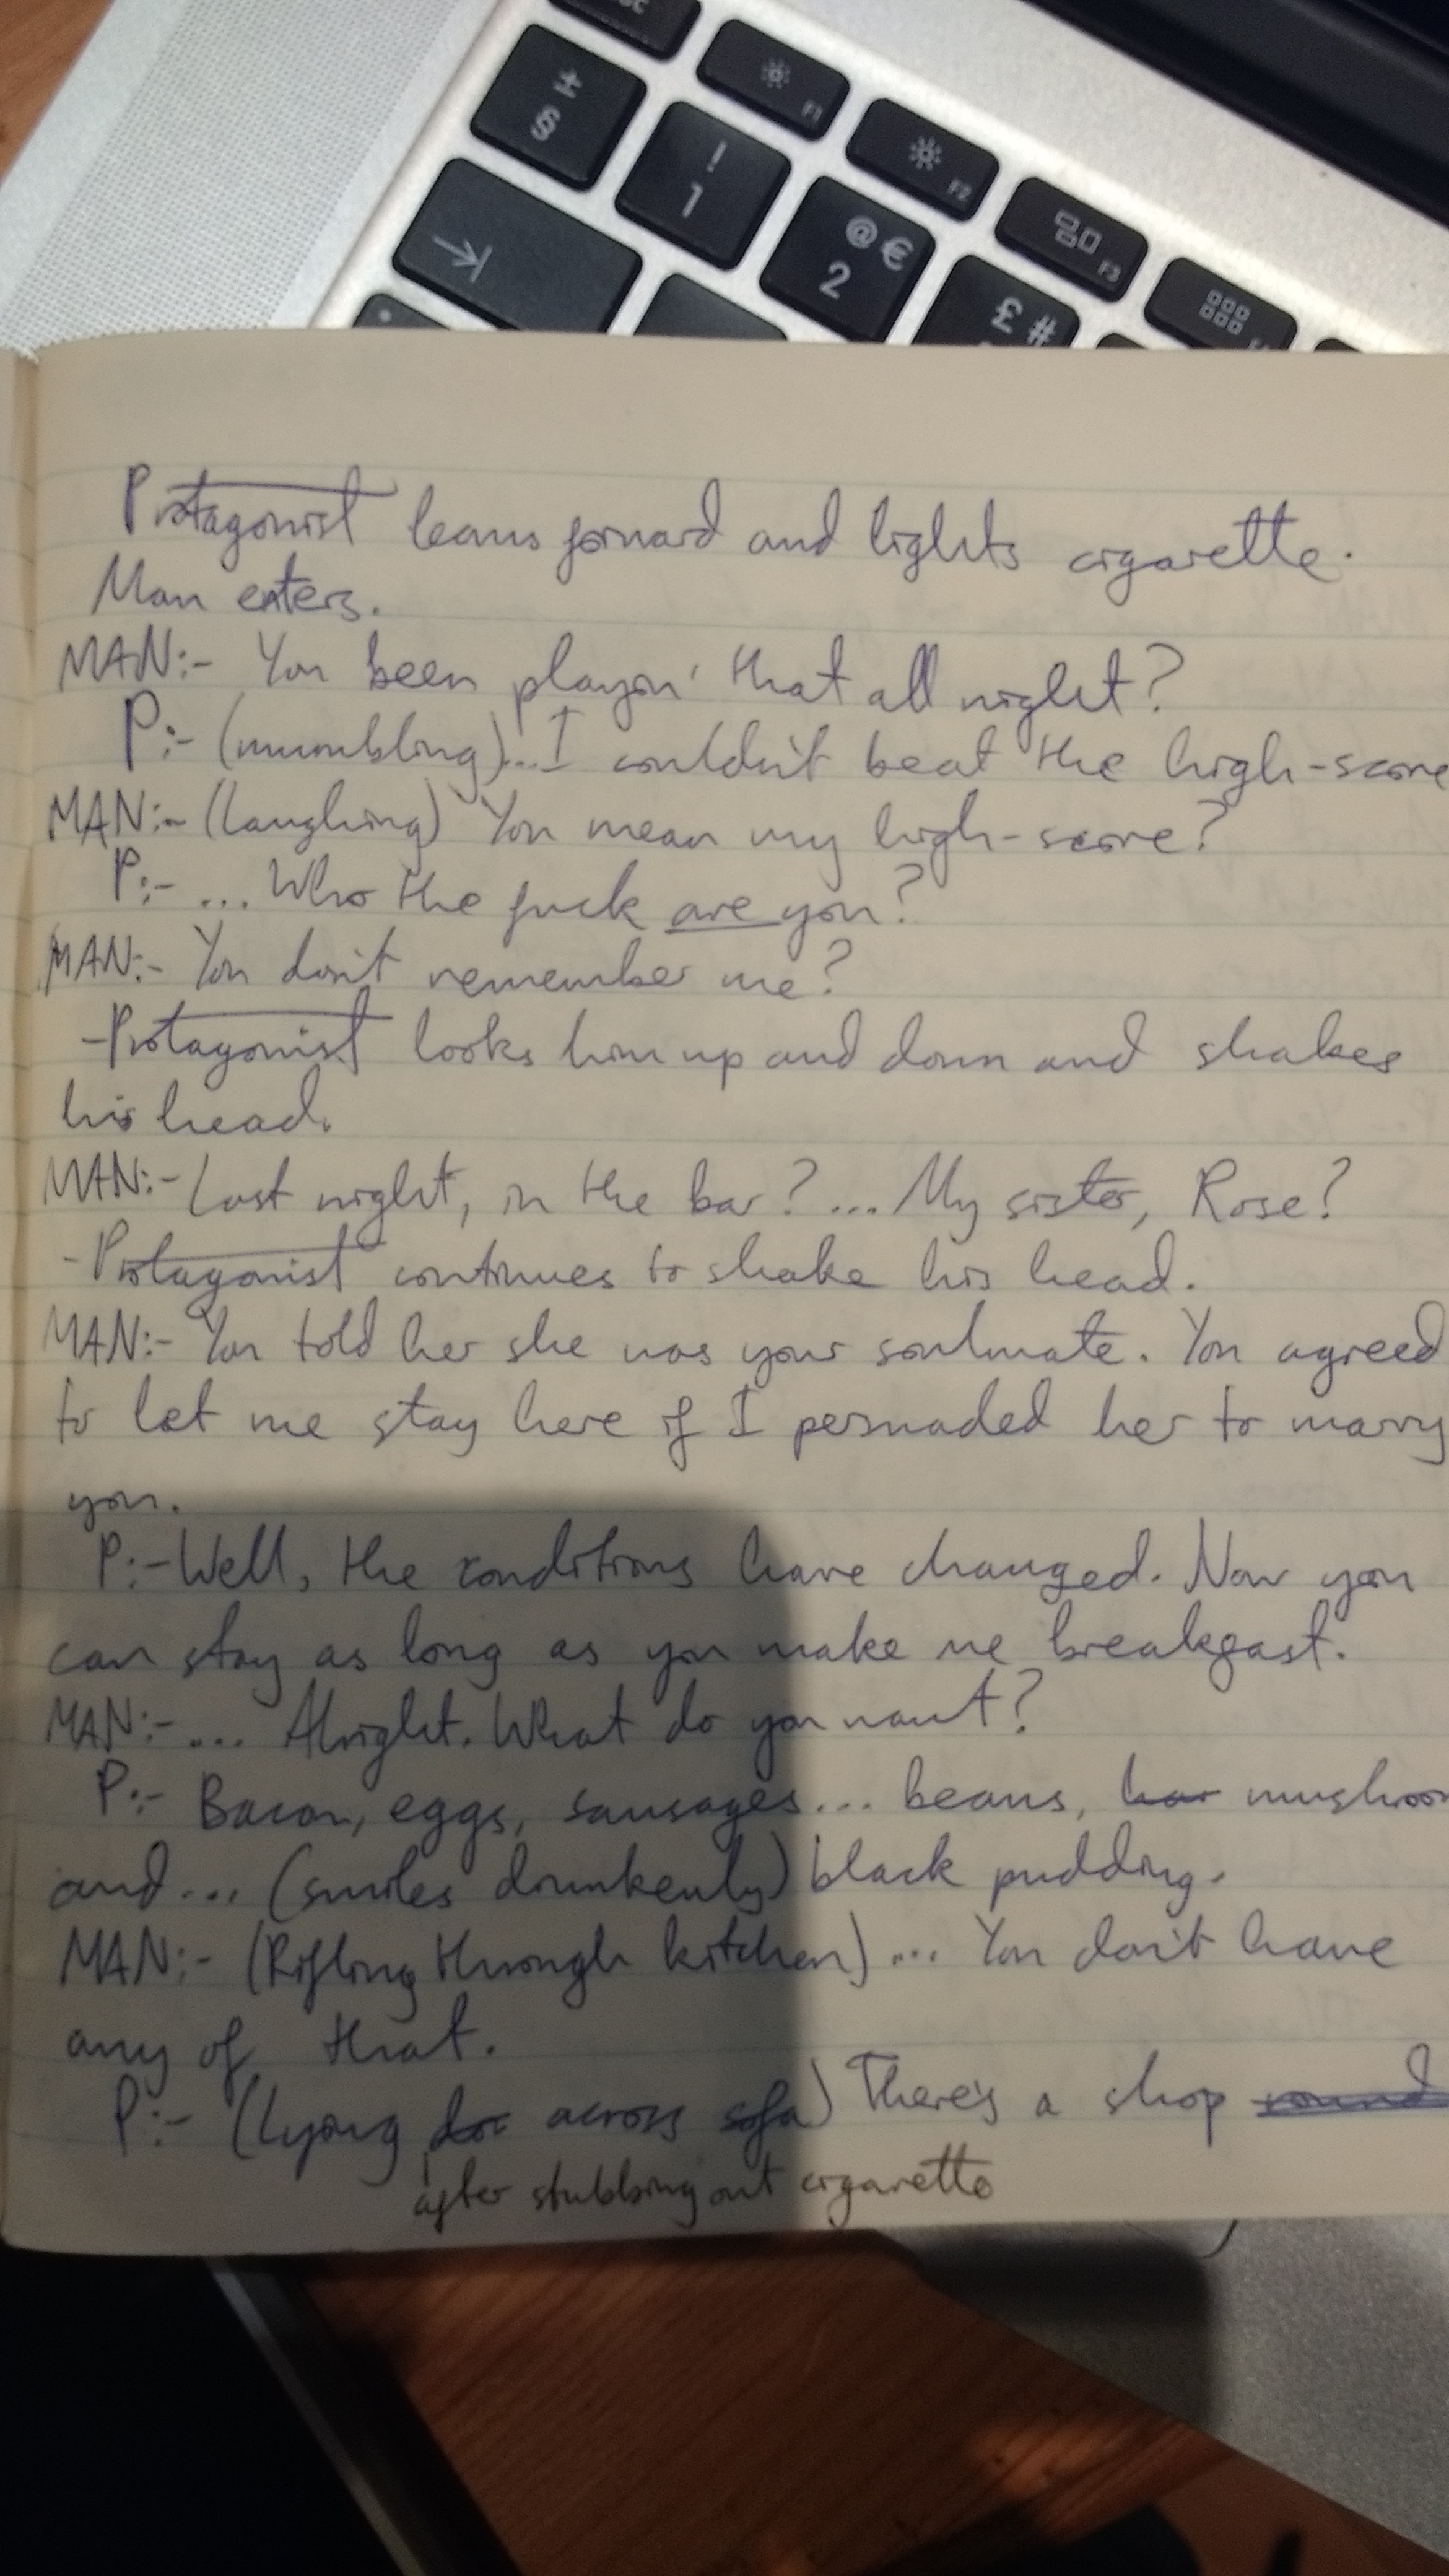 ±
§
!
1
F1
@ €
2
F2
£ #
F3
Protagonist leans forward and lights cigarette.
Man enters.
MAN:- You been playin' that all night?
P:- (mumbling)...I couldn't beat the high-score
MAN:- (laughing) You mean my high-score?
P:- ... Who the fuck are you?
MAN:- You don't remember me?
-Protagonist looks him up and down and shakes
his head.
MAN:- Last night, in the bar? ... My sister, Rose?
-Protagonist continues to shake his head.
MAN:- You told her she was your soulmate. You agreed
to let me stay here if I persuaded her to marry
you.
P:- Well, the conditions have changed. Now you
can stay as long as you make me breakfast.
MAN:- ... Alright. What do you want?
P:- Bacon, eggs, sausages... beans, mushroo
and... (smiles drunkenly) black pudding.
MAN:- (Rifling through kitchen)... You don't have
any of that.
P:- (Lying across sofa) There's a shop round
after stubbing out cigarette